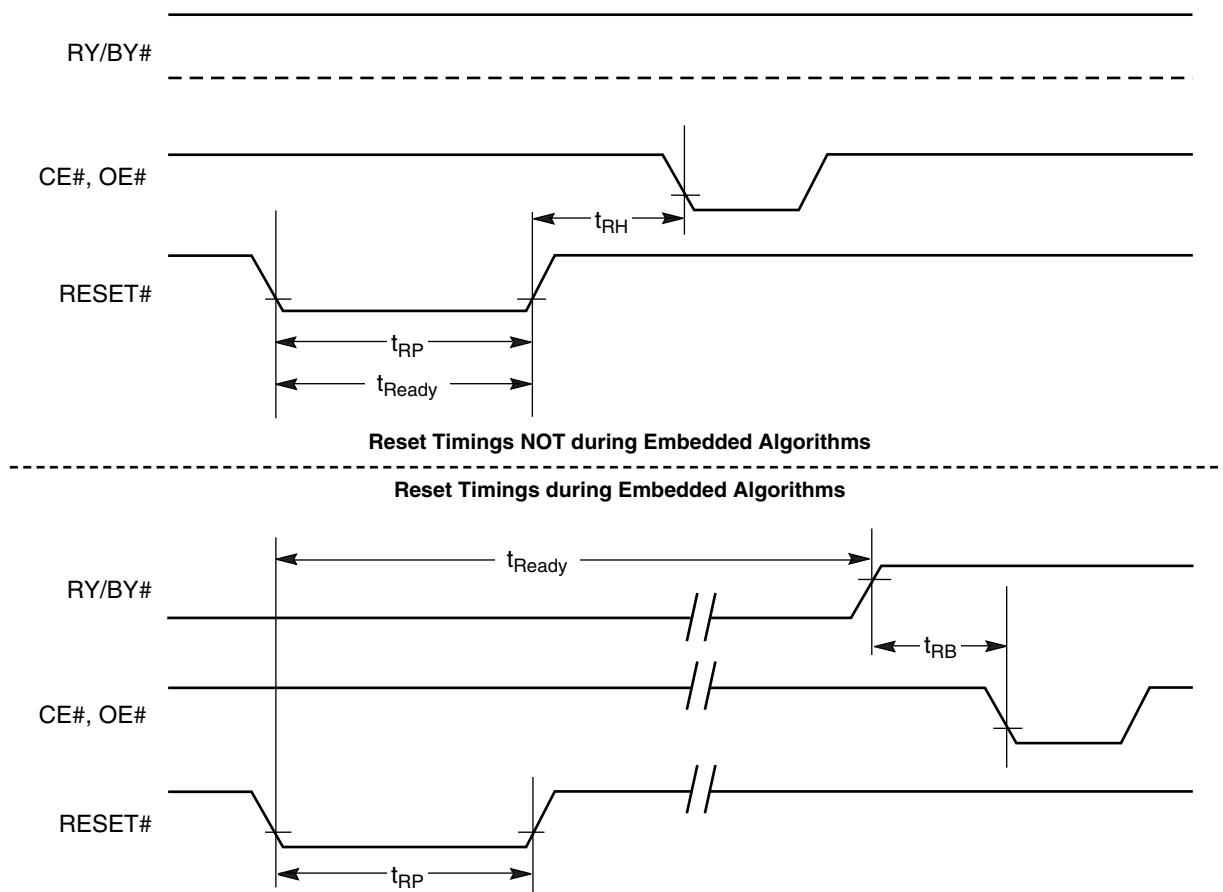 RY/BY#
CE#, OE#
tRH
RESET#
tRP
tReady
Reset Timings NOT during Embedded Algorithms
Reset Timings during Embedded Algorithms
tReady
RY/BY#
tRB
CE#, OE#
RESET#
tRP